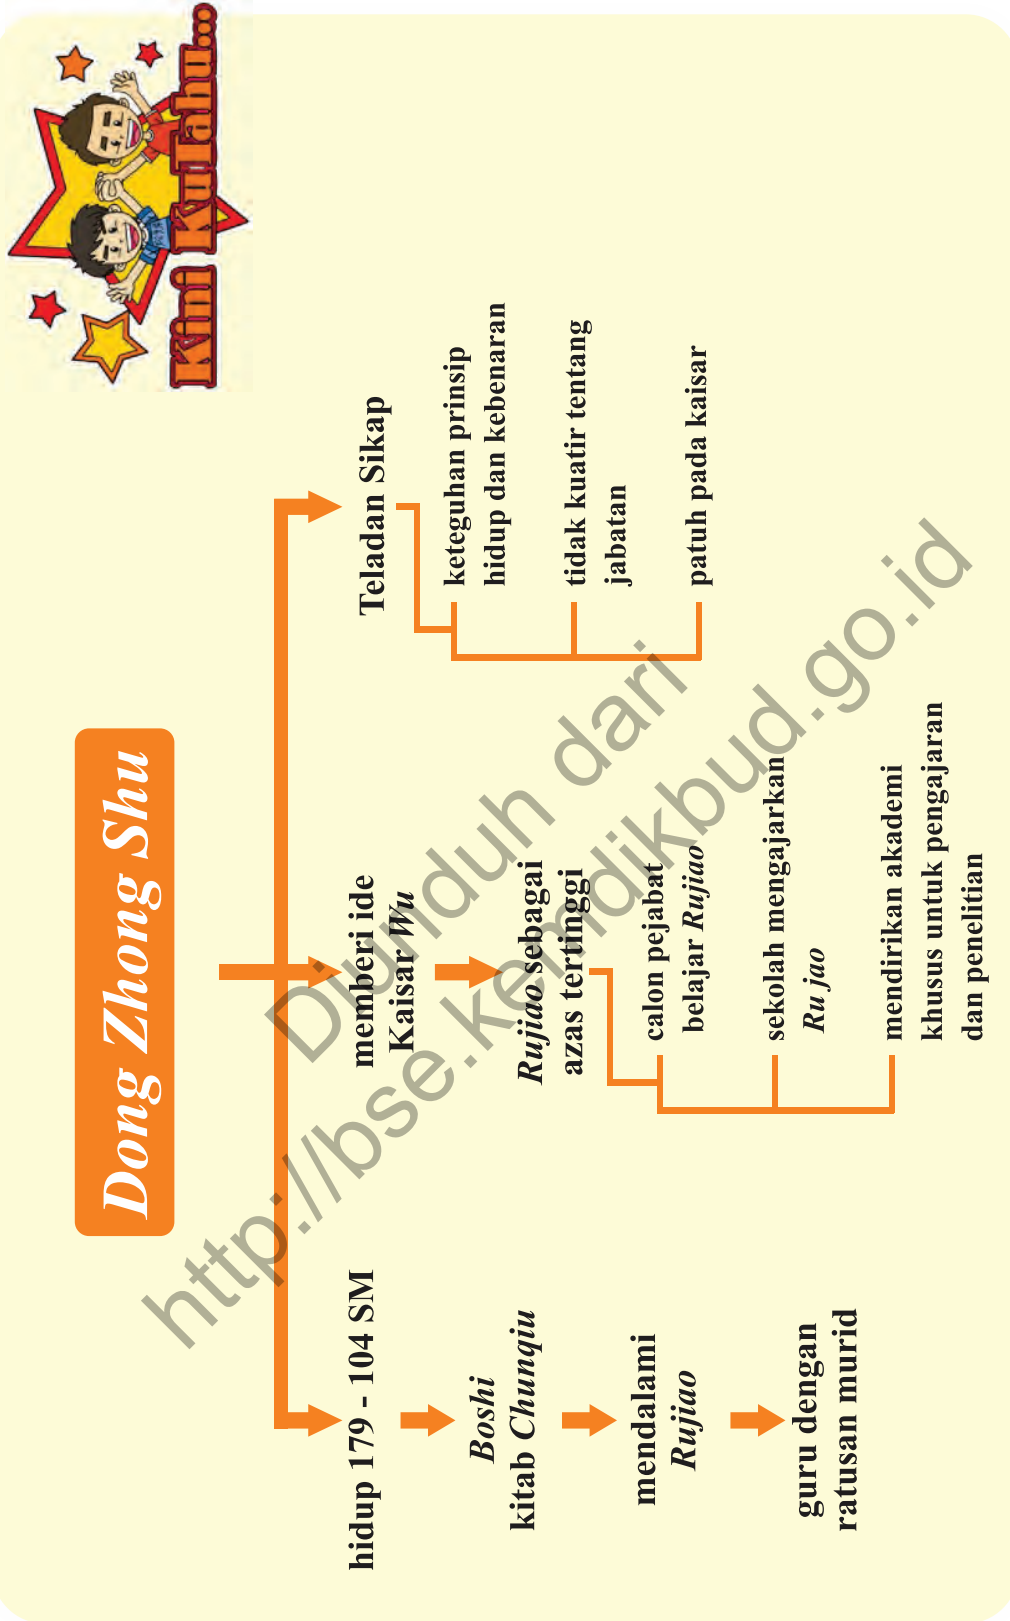 Kini KuTahu...
Dong Zhong Shu
hidup 179 - 104 SM
Boshi
kitab Chunqiu
mendalami
Rujiao
guru dengan
ratusan murid
memberi ide
Kaisar Wu
Rujiao sebagai
azas tertinggi
calon pejabat
belajar Rujiao
sekolah mengajarkan
Ru jao
mendirikan akademi
khusus untuk pengajaran
dan penelitian
Teladan Sikap
keteguhan prinsip
hidup dan kebenaran
tidak kuatir tentang
jabatan
patuh pada kaisar
Diunduh dari
http://bse.kemdikbud.go.id